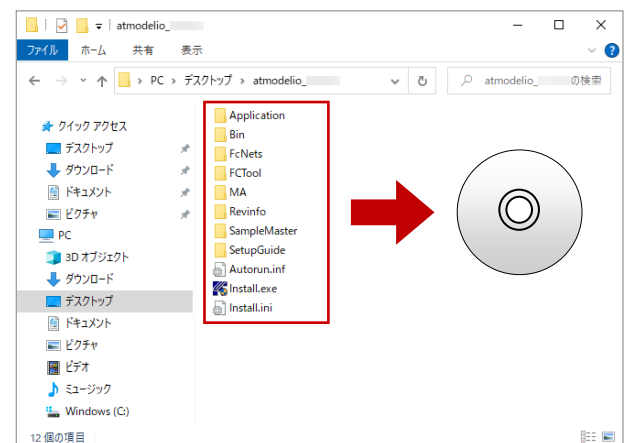 atmodelio_
ファイル ホーム 共有 表示
PC デスクトップ atmodelio_
atmodelio_ の検索
クイック アクセス
デスクトップ
ダウンロード
ドキュメント
ピクチャ
PC
3D オブジェクト
ダウンロード
デスクトップ
ドキュメント
ピクチャ
ビデオ
ミュージック
Windows (C:)
Application
Bin
FcNets
FCTool
MA
Revinfo
SampleMaster
SetupGuide
Autorun.inf
Install.exe
Install.ini
12 個の項目